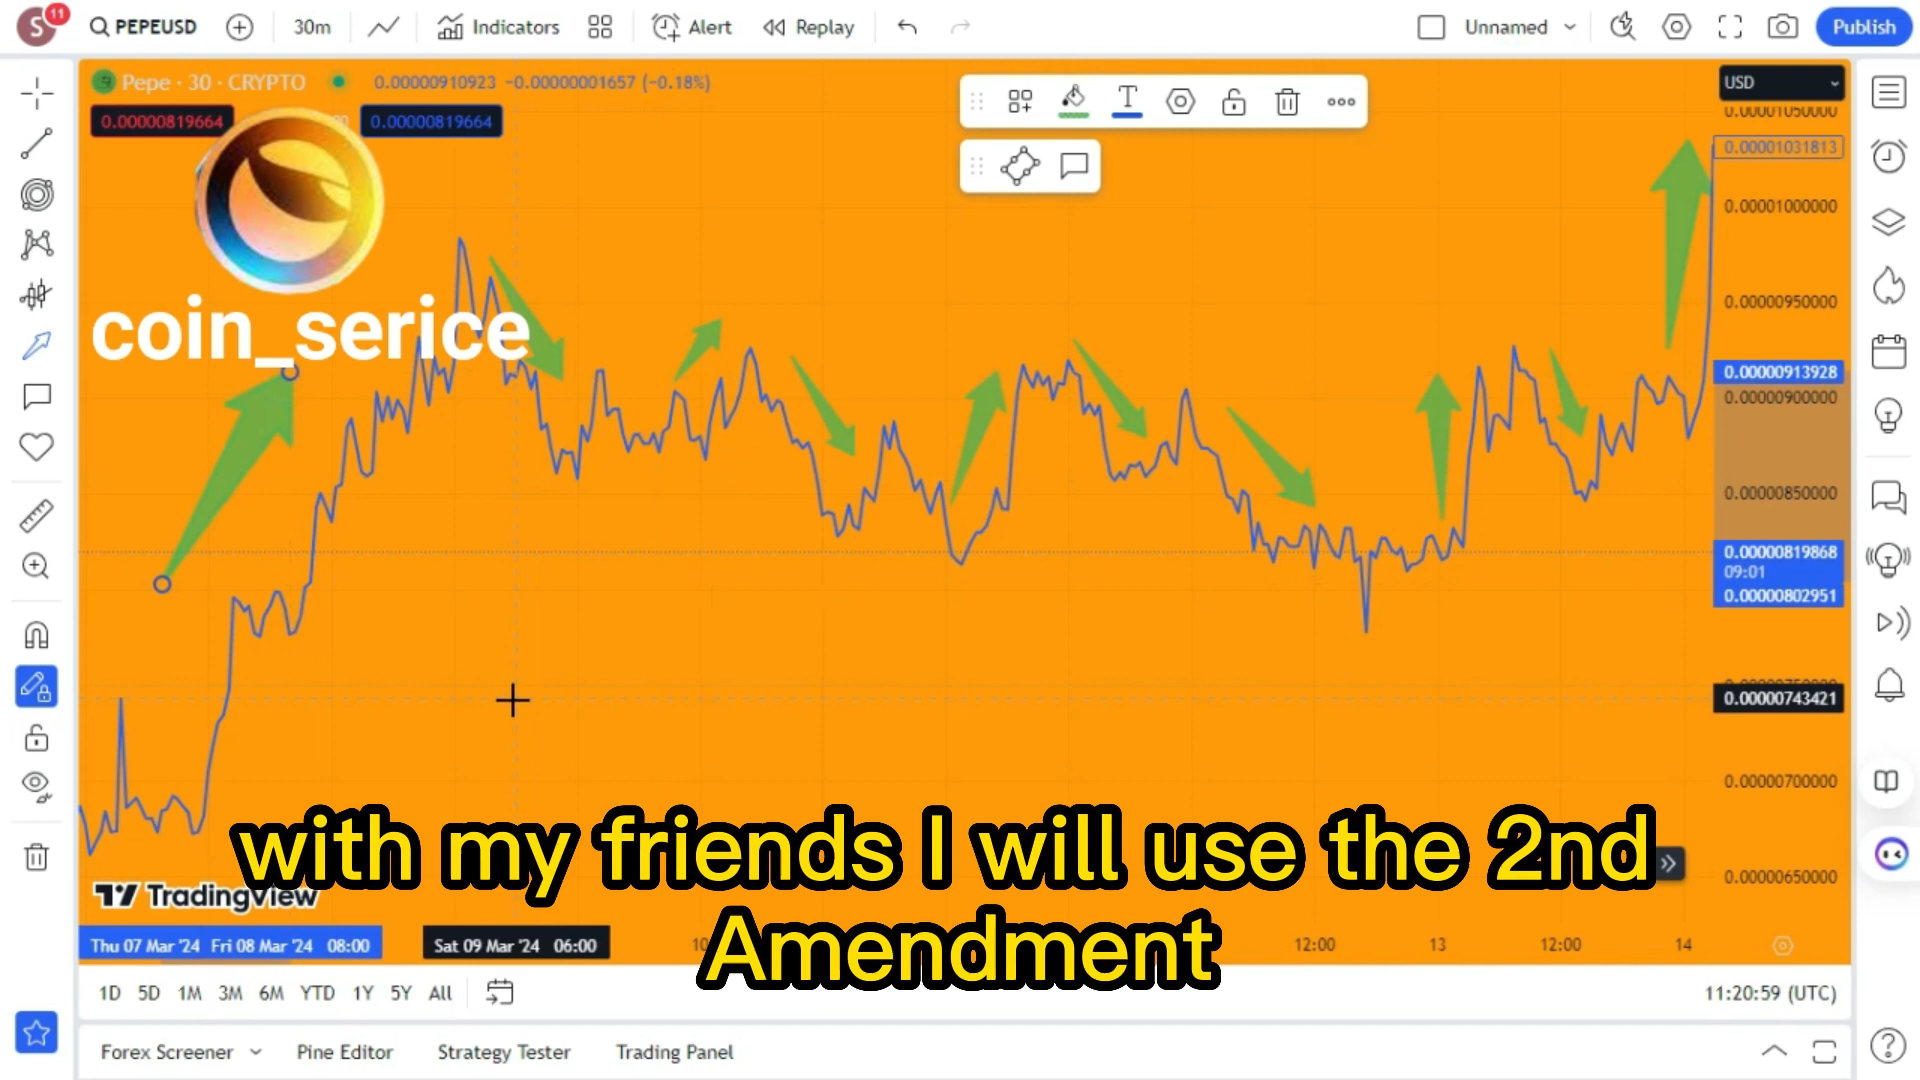 S 11 PEPEUSD 30m Indicators Alert Replay Unnamed Publish
Pepe · 30 · CRYPTO 0.00000910923 −0.00000001657 (−0.18%)
USD
0.00000819664 0.00000819664
0.00001050000
0.00001031813
0.00001000000
coin_serice
0.00000950000
0.00000913928
0.00000900000
0.00000850000
0.00000819868
09:01
0.00000802951
0.00000743421
0.00000700000
with my friends I will use the 2nd
Amendment
0.00000650000
TradingView
Thu 07 Mar '24 Fri 08 Mar '24 08:00 Sat 09 Mar '24 06:00 12:00 13 12:00 14
1D 5D 1M 3M 6M YTD 1Y 5Y All 11:20:59 (UTC)
Forex Screener Pine Editor Strategy Tester Trading Panel